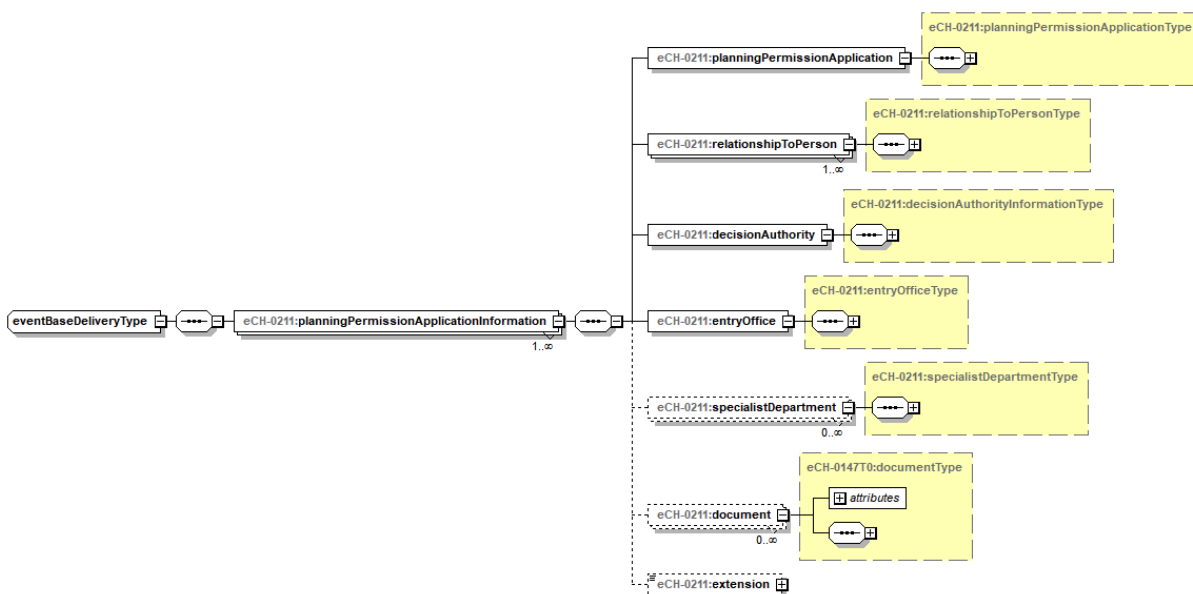 eCH-0211:planningPermissionApplicationType
eCH-0211:planningPermissionApplication
eCH-0211:relationshipToPersonType
eCH-0211:relationshipToPerson
1..∞
eCH-0211:decisionAuthorityInformationType
eCH-0211:decisionAuthority
eCH-0211:entryOfficeType
eventBaseDeliveryType
eCH-0211:planningPermissionApplicationInformation
1..∞
eCH-0211:entryOffice
eCH-0211:specialistDepartmentType
eCH-0211:specialistDepartment
0..∞
eCH-0147T0:documentType
attributes
eCH-0211:document
0..∞
eCH-0211:extension